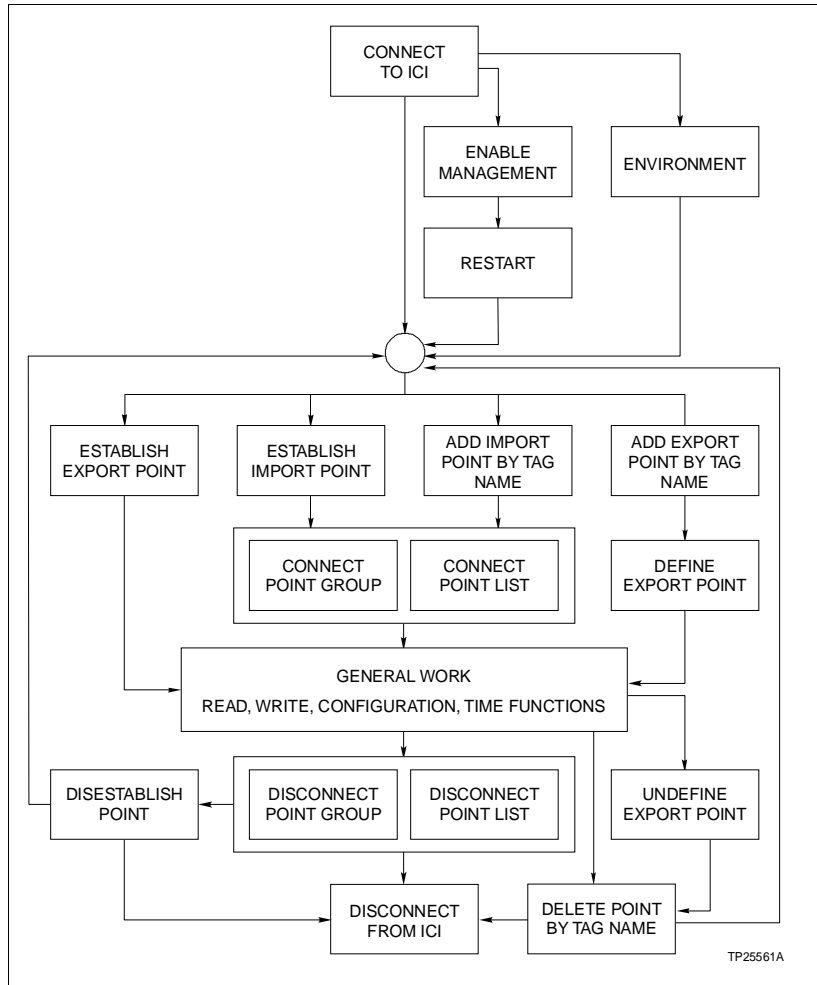 CONNECT
TO ICI
ENABLE
MANAGEMENT
ENVIRONMENT
RESTART
ESTABLISH
EXPORT POINT
ESTABLISH
IMPORT POINT
ADD IMPORT
POINT BY TAG
NAME
ADD EXPORT
POINT BY TAG
NAME
CONNECT
POINT GROUP
CONNECT
POINT LIST
DEFINE
EXPORT POINT
GENERAL WORK
READ, WRITE, CONFIGURATION, TIME FUNCTIONS
DISESTABLISH
POINT
DISCONNECT
POINT GROUP
DISCONNECT
POINT LIST
UNDEFINE
EXPORT POINT
DISCONNECT
FROM ICI
DELETE POINT
BY TAG NAME
TP25561A